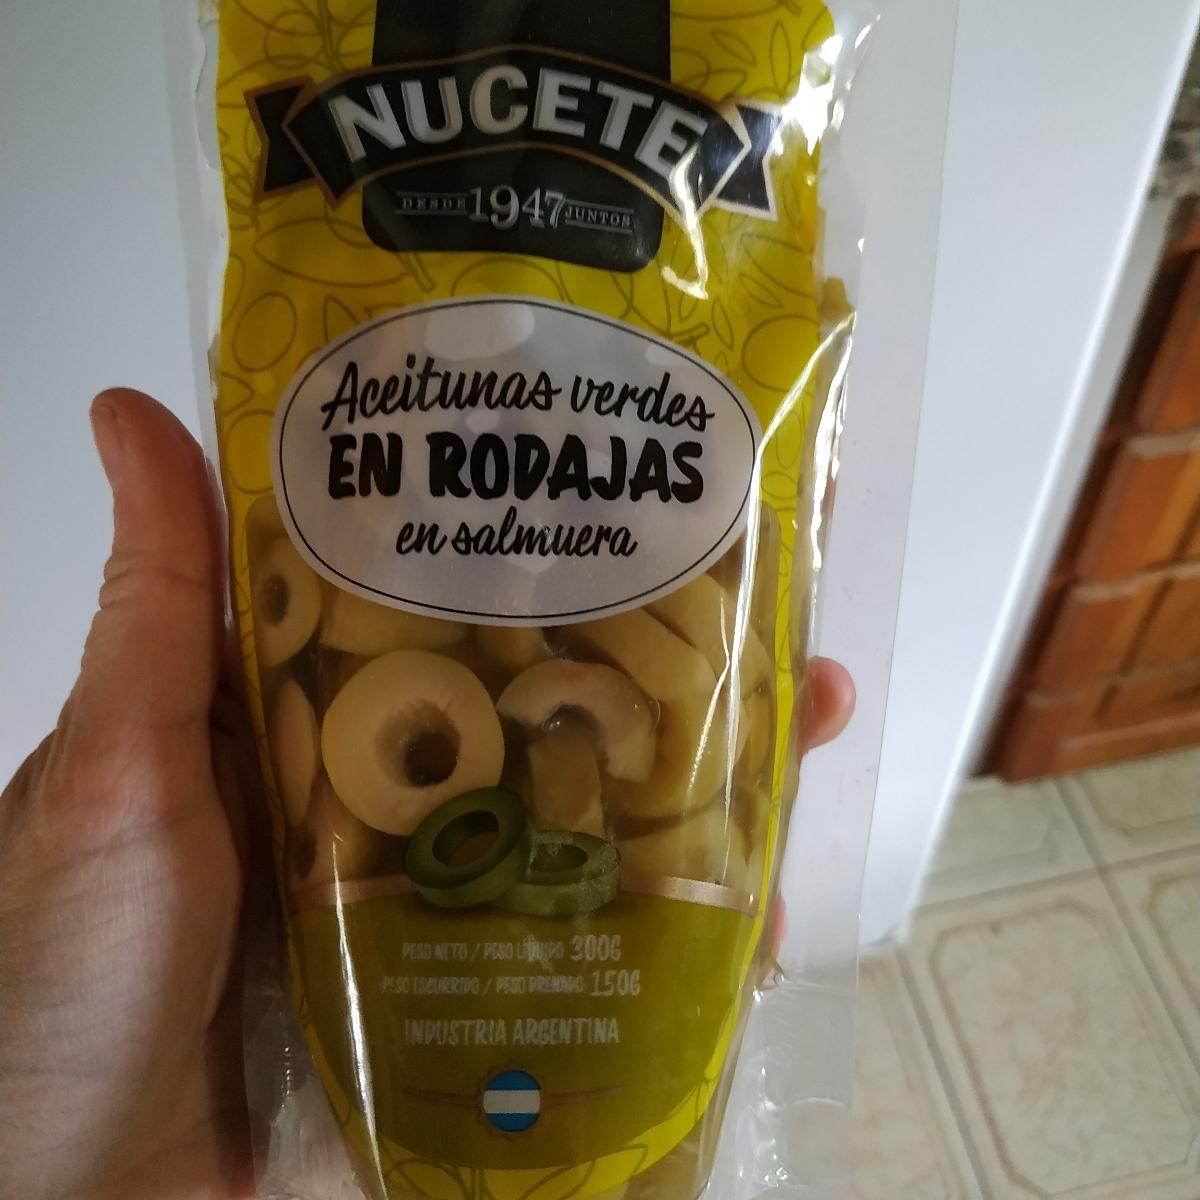 NUCETE
DESDE 1947 JUNTOS
Aceitunas verdes
EN RODAJAS
en salmuera
PESO NETO / PESO LÍQUIDO 300G
PESO ESCURRIDO / PESO DRENADO 150G
INDUSTRIA ARGENTINA